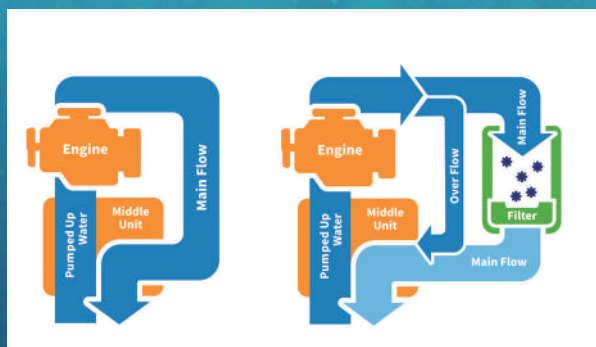 Engine
Main Flow
Pumped Up
Water
Middle
Unit
Engine
Over Flow
Main Flow
Filter
Pumped Up
Water
Middle
Unit
Main Flow